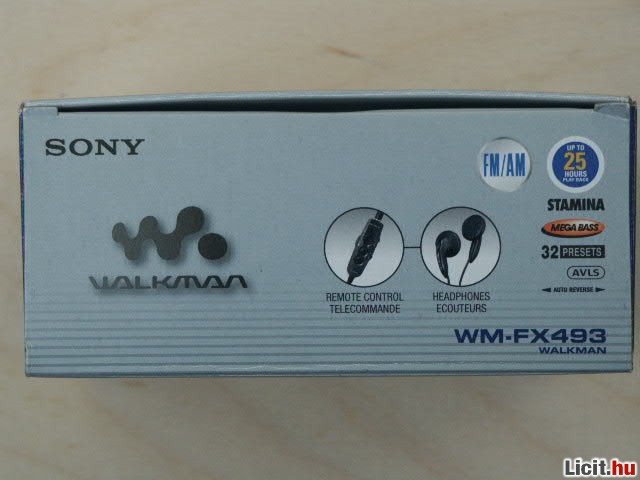 SONY
FM/AM
UP TO
25
HOURS
PLAY BACK
STAMINA
MEGA BASS
32 PRESETS
AVLS
AUTO REVERSE
WALKMAN
REMOTE CONTROL
TELECOMMANDE
HEADPHONES
ECOUTEURS
WM-FX493
WALKMAN
Licit.hu